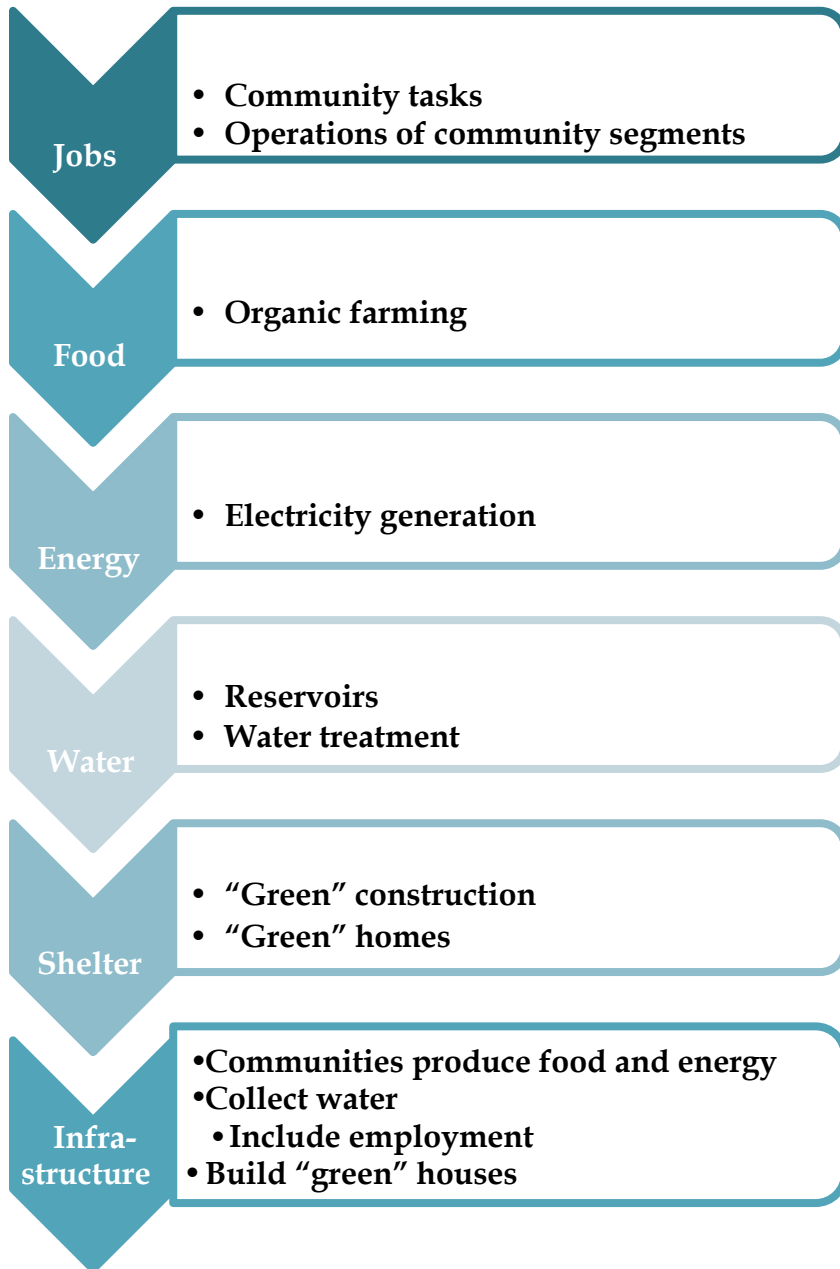 Jobs
• Community tasks
• Operations of community segments
Food
• Organic farming
Energy
• Electricity generation
Water
• Reservoirs
• Water treatment
Shelter
• “Green” construction
• “Green” homes
Infra-
structure
•Communities produce food and energy
•Collect water
•Include employment
•Build “green” houses